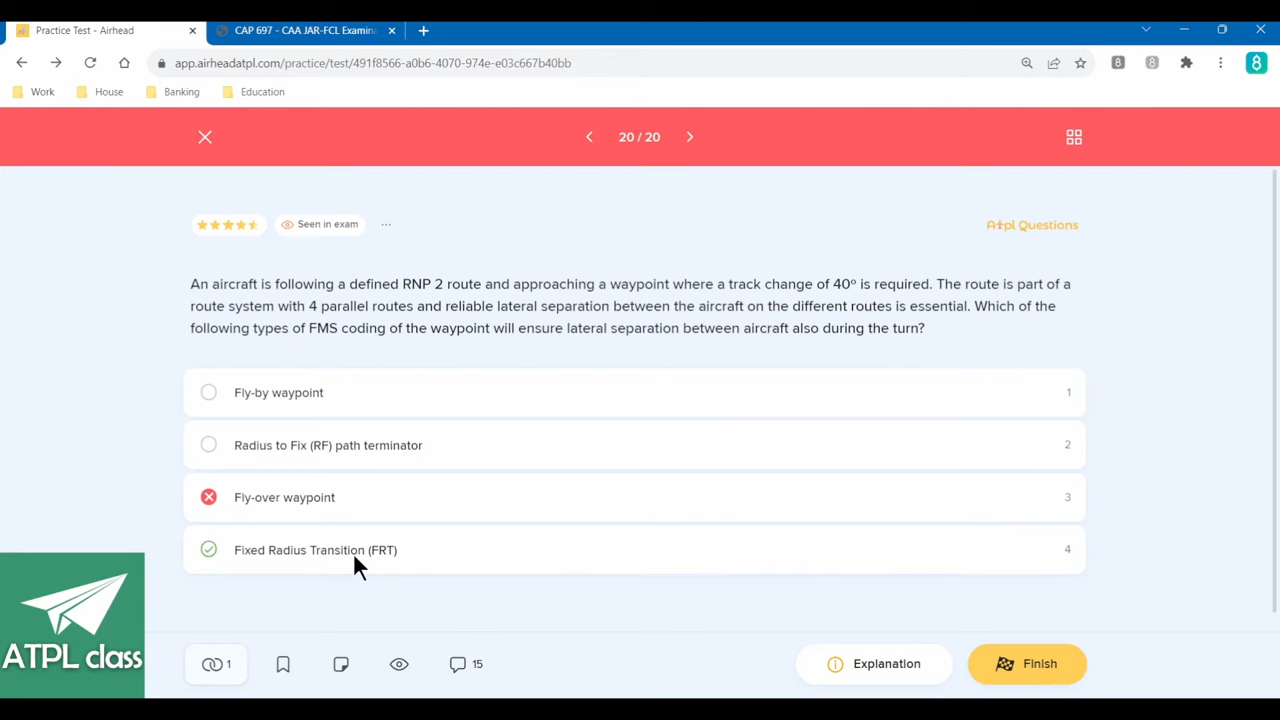 Practice Test - Airhead
CAP 697 - CAA JAR-FCL Examina
app.airheadatpl.com/practice/test/491f8566-a0b6-4070-974e-e03c667b40bb
Work House Banking Education
20 / 20
Seen in exam
Atpl Questions
An aircraft is following a defined RNP 2 route and approaching a waypoint where a track change of 40º is required. The route is part of a
route system with 4 parallel routes and reliable lateral separation between the aircraft on the different routes is essential. Which of the
following types of FMS coding of the waypoint will ensure lateral separation between aircraft also during the turn?
Fly-by waypoint 1
Radius to Fix (RF) path terminator 2
Fly-over waypoint 3
Fixed Radius Transition (FRT) 4
ATPL class
1
15
Explanation
Finish